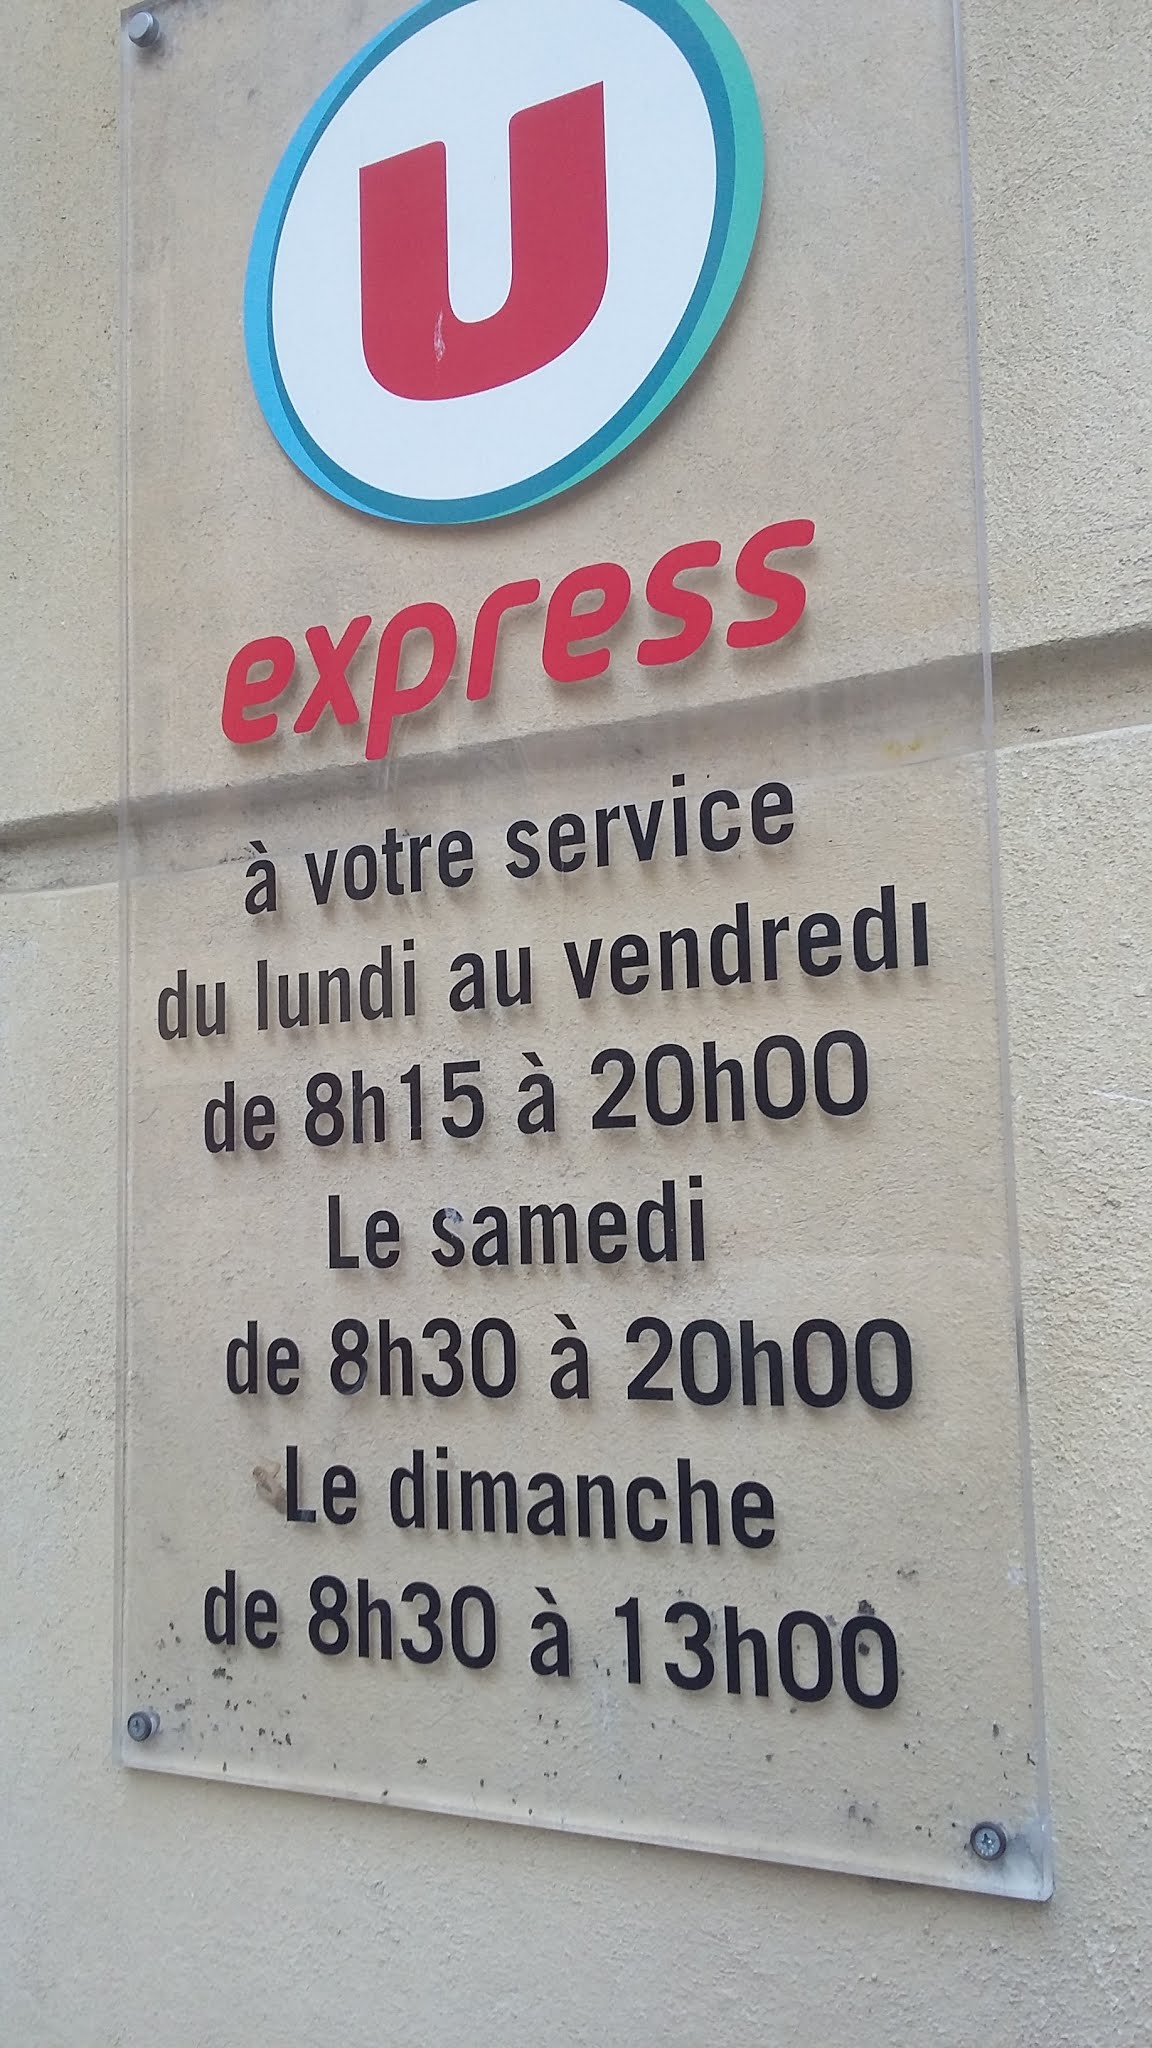 U
express
à votre service
du lundi au vendredi
de 8h15 à 20h00
Le samedi
de 8h30 à 20h00
Le dimanche
de 8h30 à 13h00